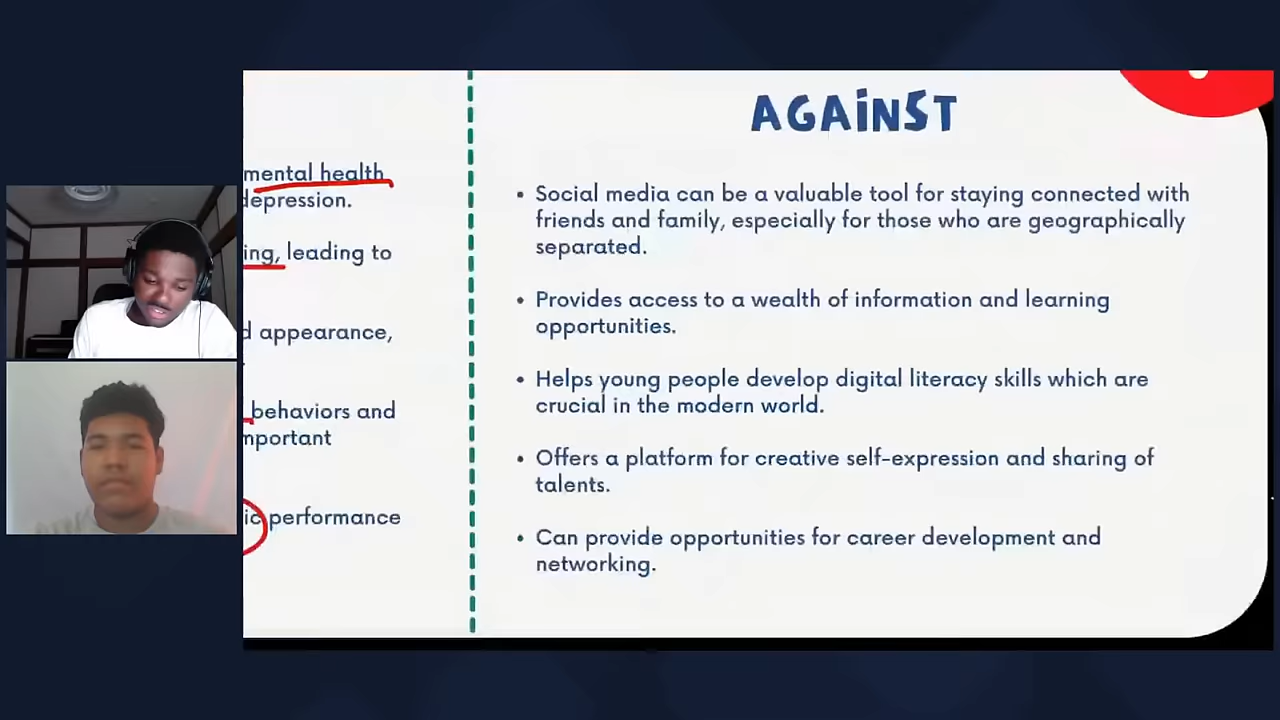 mental health
depression.
ing, leading to
d appearance,
behaviors and
mportant
ic performance
AGAINST
• Social media can be a valuable tool for staying connected with
friends and family, especially for those who are geographically
separated.
• Provides access to a wealth of information and learning
opportunities.
• Helps young people develop digital literacy skills which are
crucial in the modern world.
• Offers a platform for creative self-expression and sharing of
talents.
• Can provide opportunities for career development and
networking.